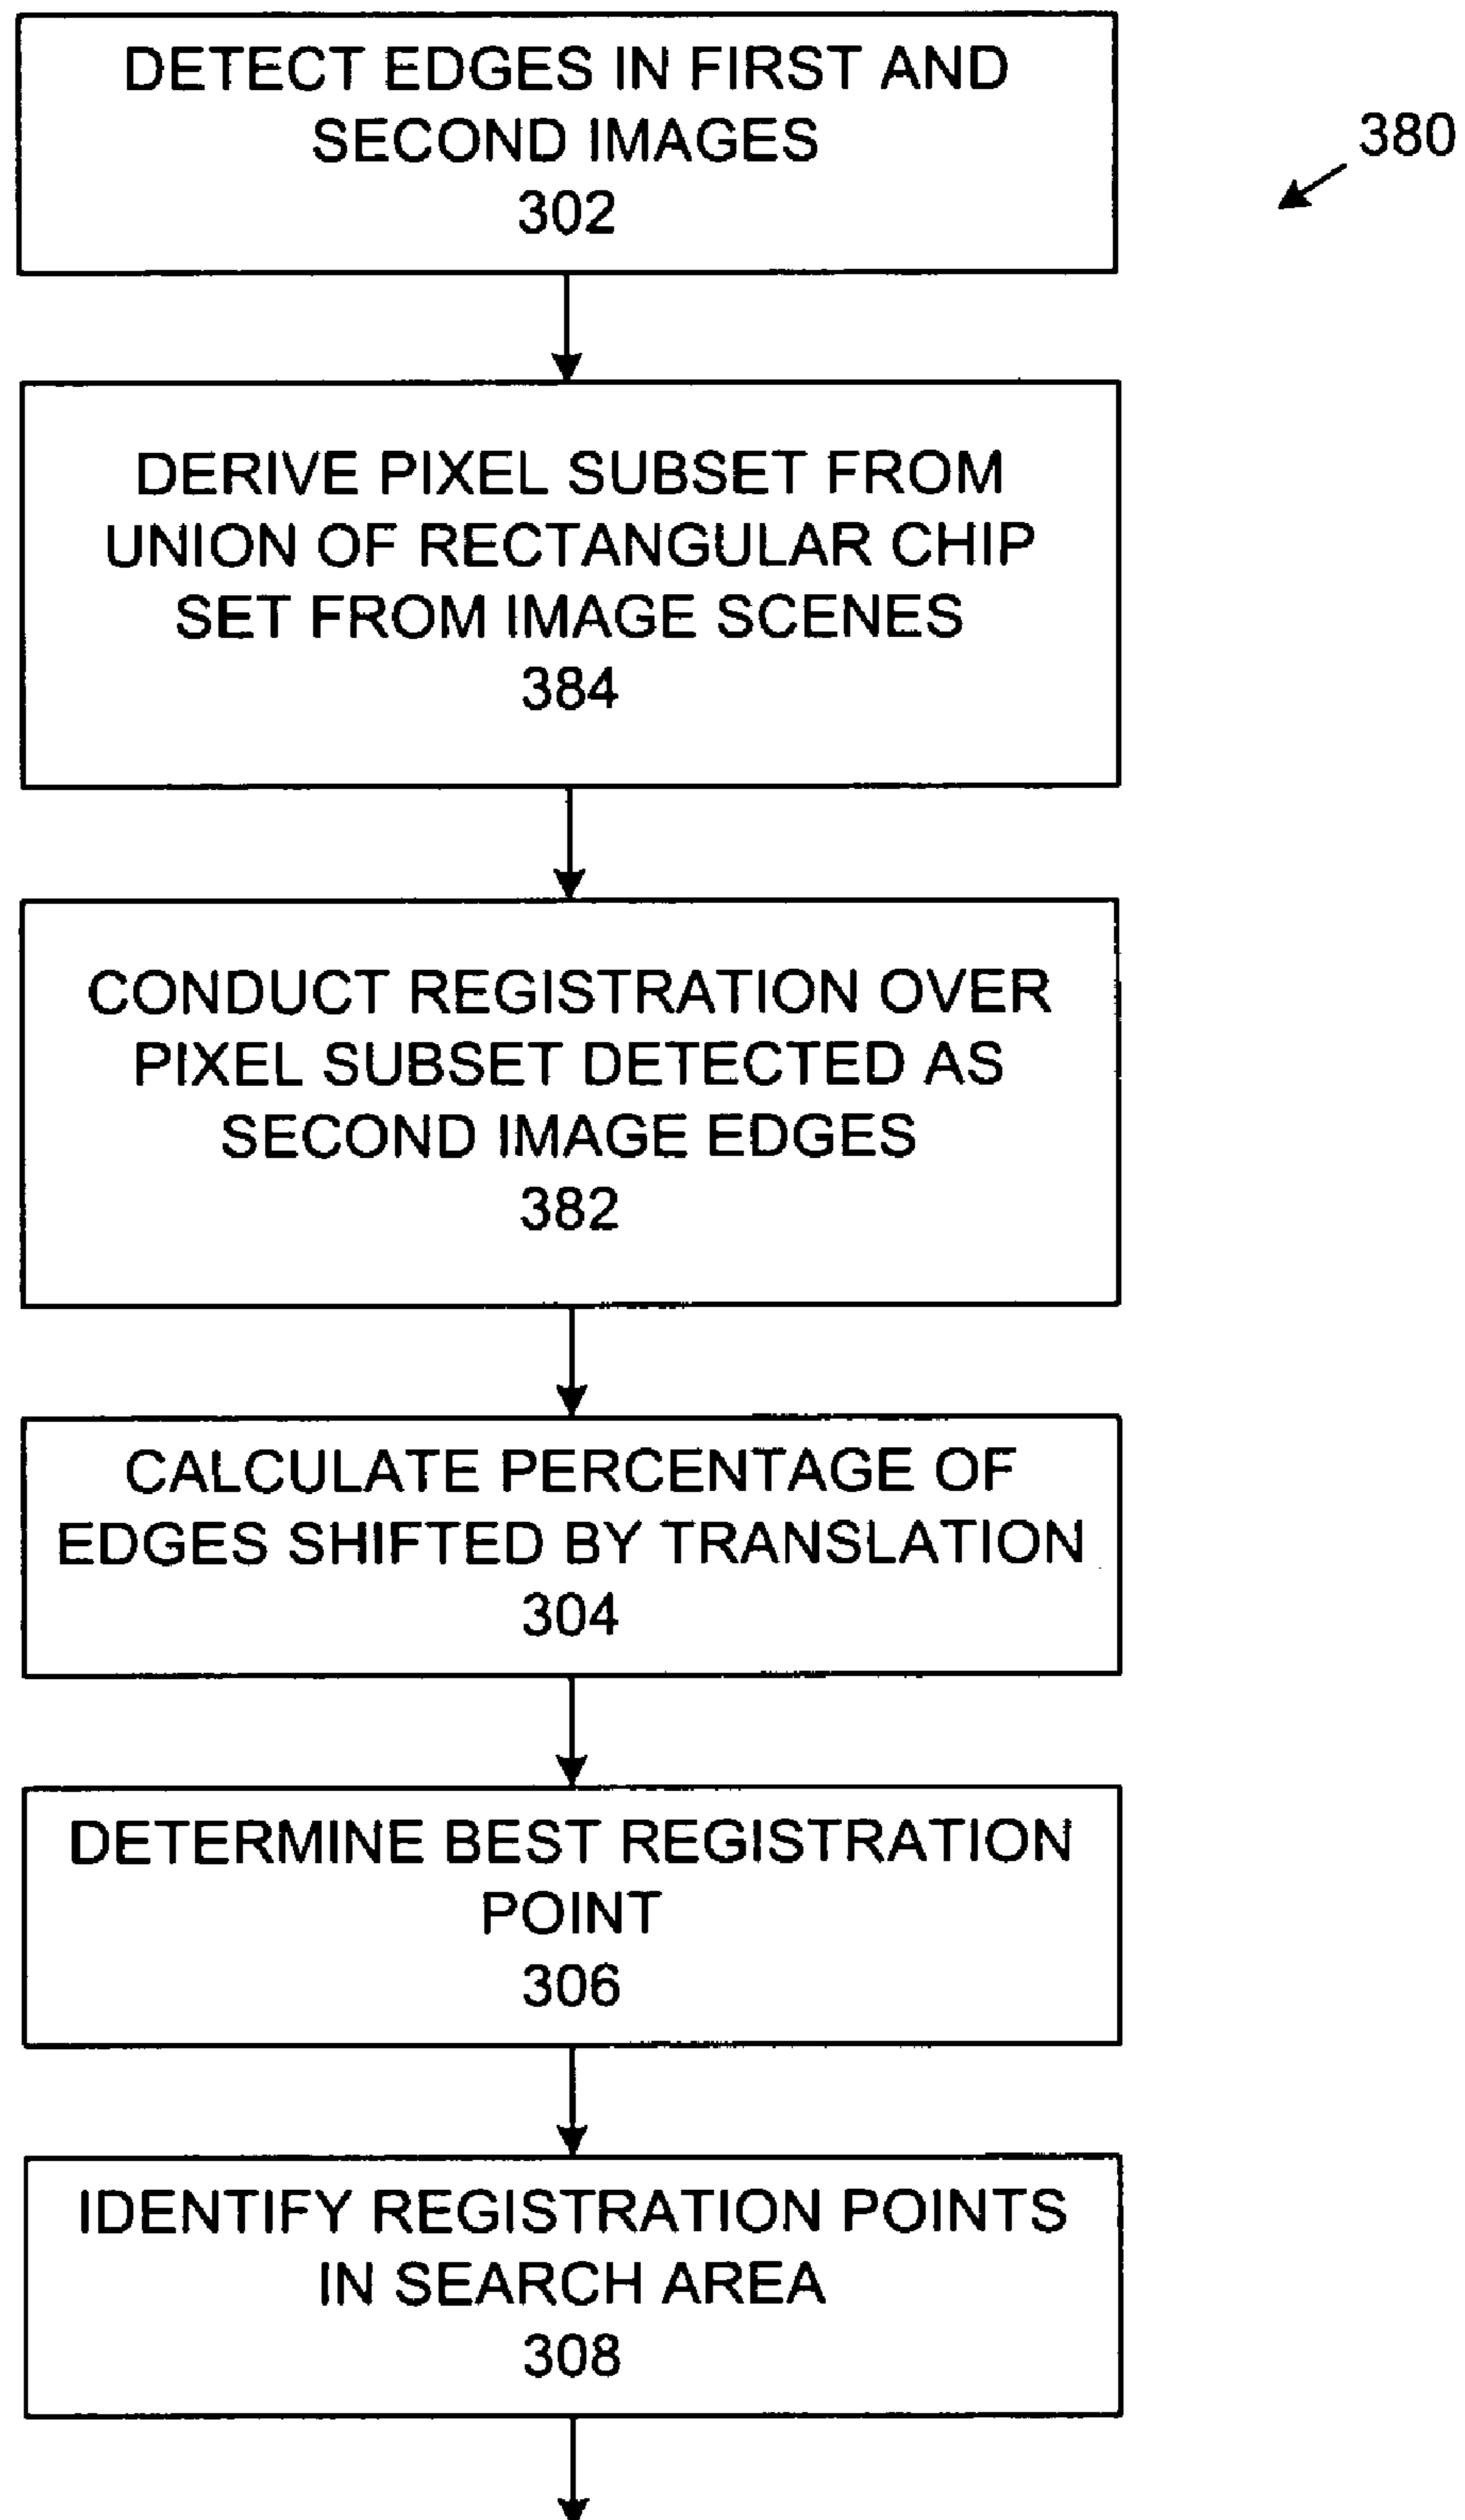 DETECT EDGES IN FIRST AND
SECOND IMAGES
302
380
DERIVE PIXEL SUBSET FROM
UNION OF RECTANGULAR CHIP
SET FROM IMAGE SCENES
384
CONDUCT REGISTRATION OVER
PIXEL SUBSET DETECTED AS
SECOND IMAGE EDGES
382
CALCULATE PERCENTAGE OF
EDGES SHIFTED BY TRANSLATION
304
DETERMINE BEST REGISTRATION
POINT
306
IDENTIFY REGISTRATION POINTS
IN SEARCH AREA
308